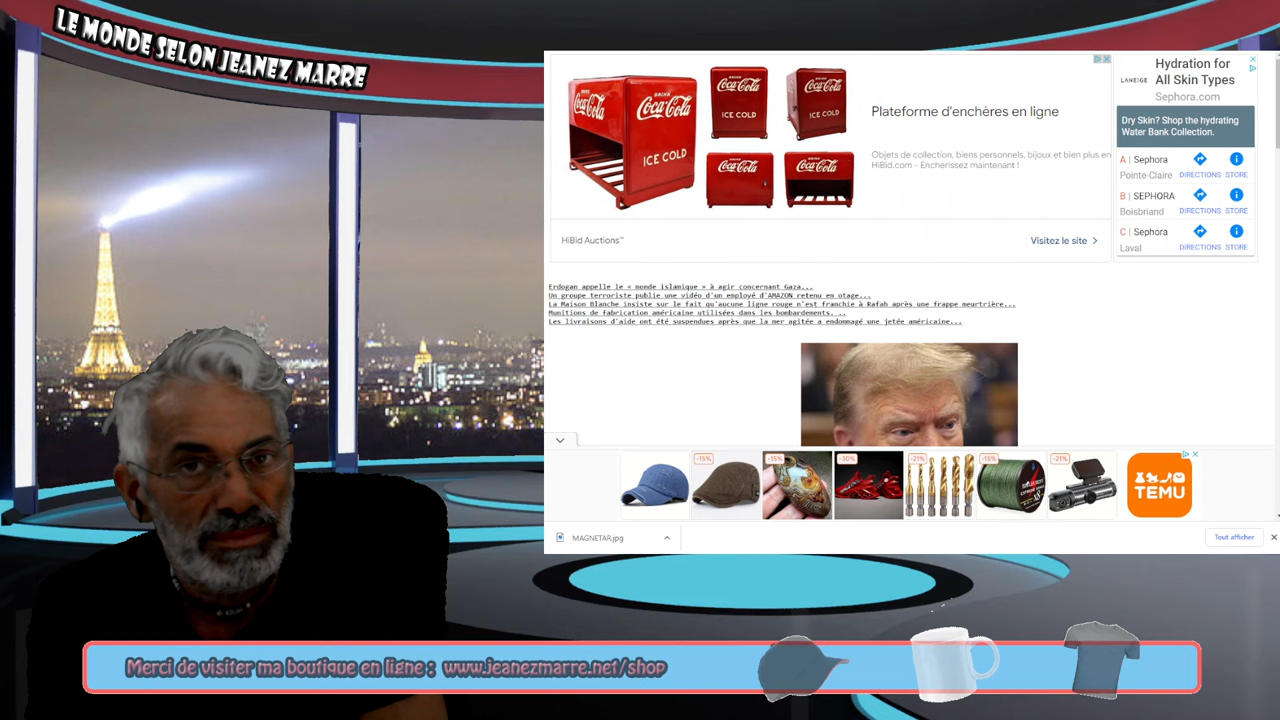 LE MONDE SELON JEANEZ MARRE
DRINK
Coca-Cola
DRINK
Coca-Cola
ICE COLD
Coca-Cola
ICE COLD
Coca-Cola
Coca-Cola
ICE COLD
Coca-Cola
Plateforme d'enchères en ligne
Objets de collection, biens personnels, bijoux et bien plus en
HiBid.com - Enchérissez maintenant !
HiBid Auctions™
Visitez le site
LANEIGE
Hydration for
All Skin Types
Sephora.com
Dry Skin? Shop the hydrating
Water Bank Collection.
A | Sephora
Pointe-Claire
DIRECTIONS STORE
B | SEPHORA
Boisbriand
DIRECTIONS STORE
C | Sephora
Laval
DIRECTIONS STORE
Erdogan appelle le « monde islamique » à agir concernant Gaza...
Un groupe terroriste publie une vidéo d'un employé d'AMAZON retenu en otage...
La Maison Blanche insiste sur le fait qu'aucune ligne rouge n'est franchie à Rafah après une frappe meurtrière...
Munitions de fabrication américaine utilisées dans les bombardements. ..
Les livraisons d'aide ont été suspendues après que la mer agitée a endommagé une jetée américaine...
-15%
-15%
-30%
-21%
-15%
-21%
TEMU
MAGNETAR.jpg
Tout afficher
Merci de visiter ma boutique en ligne : www.jeanezmarre.net/shop